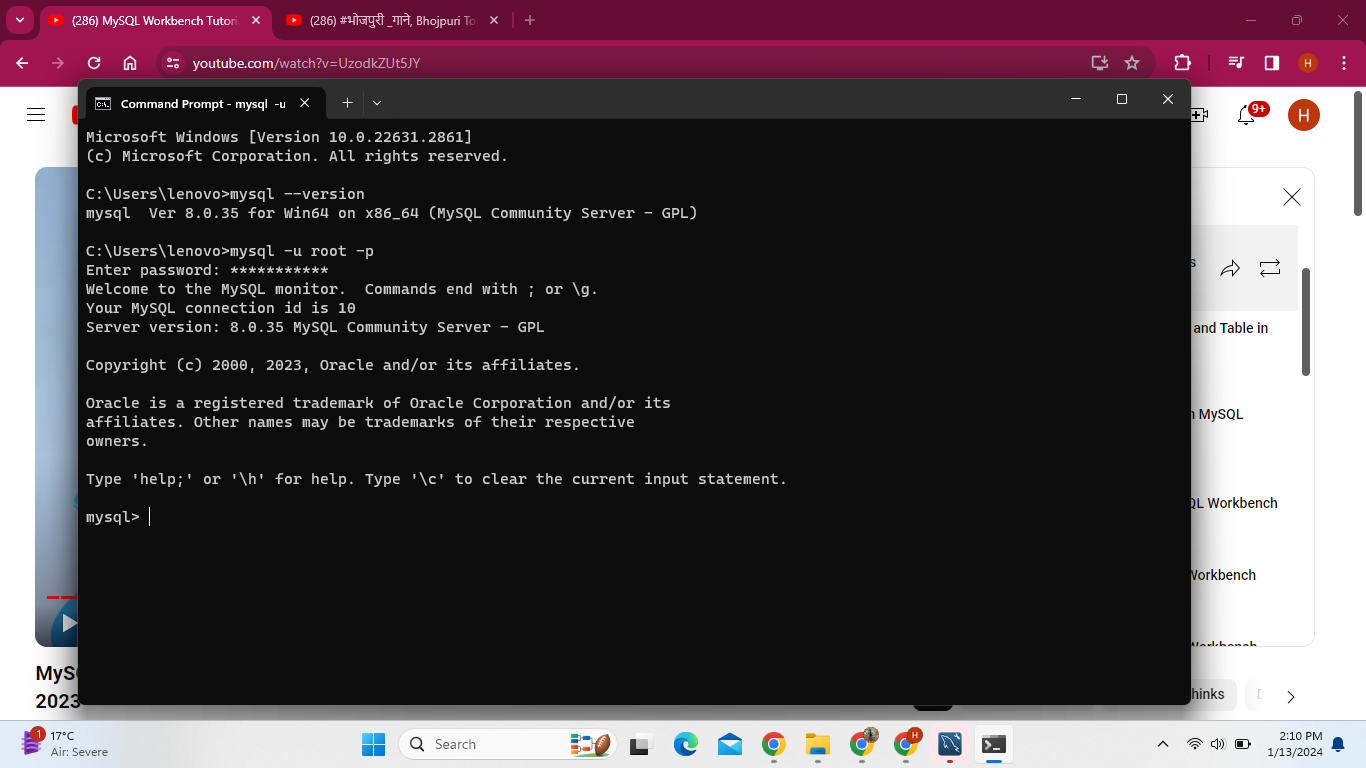 (286) MySQL Workbench Tutori
(286) #भोजपुरी _गाने, Bhojpuri To
youtube.com/watch?v=UzodkZUt5JY
H
Command Prompt - mysql  -u
9+
H
Microsoft Windows [Version 10.0.22631.2861]
(c) Microsoft Corporation. All rights reserved.
C:\Users\lenovo>mysql --version
mysql  Ver 8.0.35 for Win64 on x86_64 (MySQL Community Server - GPL)
C:\Users\lenovo>mysql -u root -p
Enter password: ***********
Welcome to the MySQL monitor.  Commands end with ; or \g.
Your MySQL connection id is 10
Server version: 8.0.35 MySQL Community Server - GPL
Copyright (c) 2000, 2023, Oracle and/or its affiliates.
Oracle is a registered trademark of Oracle Corporation and/or its
affiliates. Other names may be trademarks of their respective
owners.
Type 'help;' or '\h' for help. Type '\c' to clear the current input statement.
mysql>
s
and Table in
n MySQL
QL Workbench
Workbench
Workbench
MySQ
2023
hinks
1
17°C
Air: Severe
Search
H
2:10 PM
1/13/2024